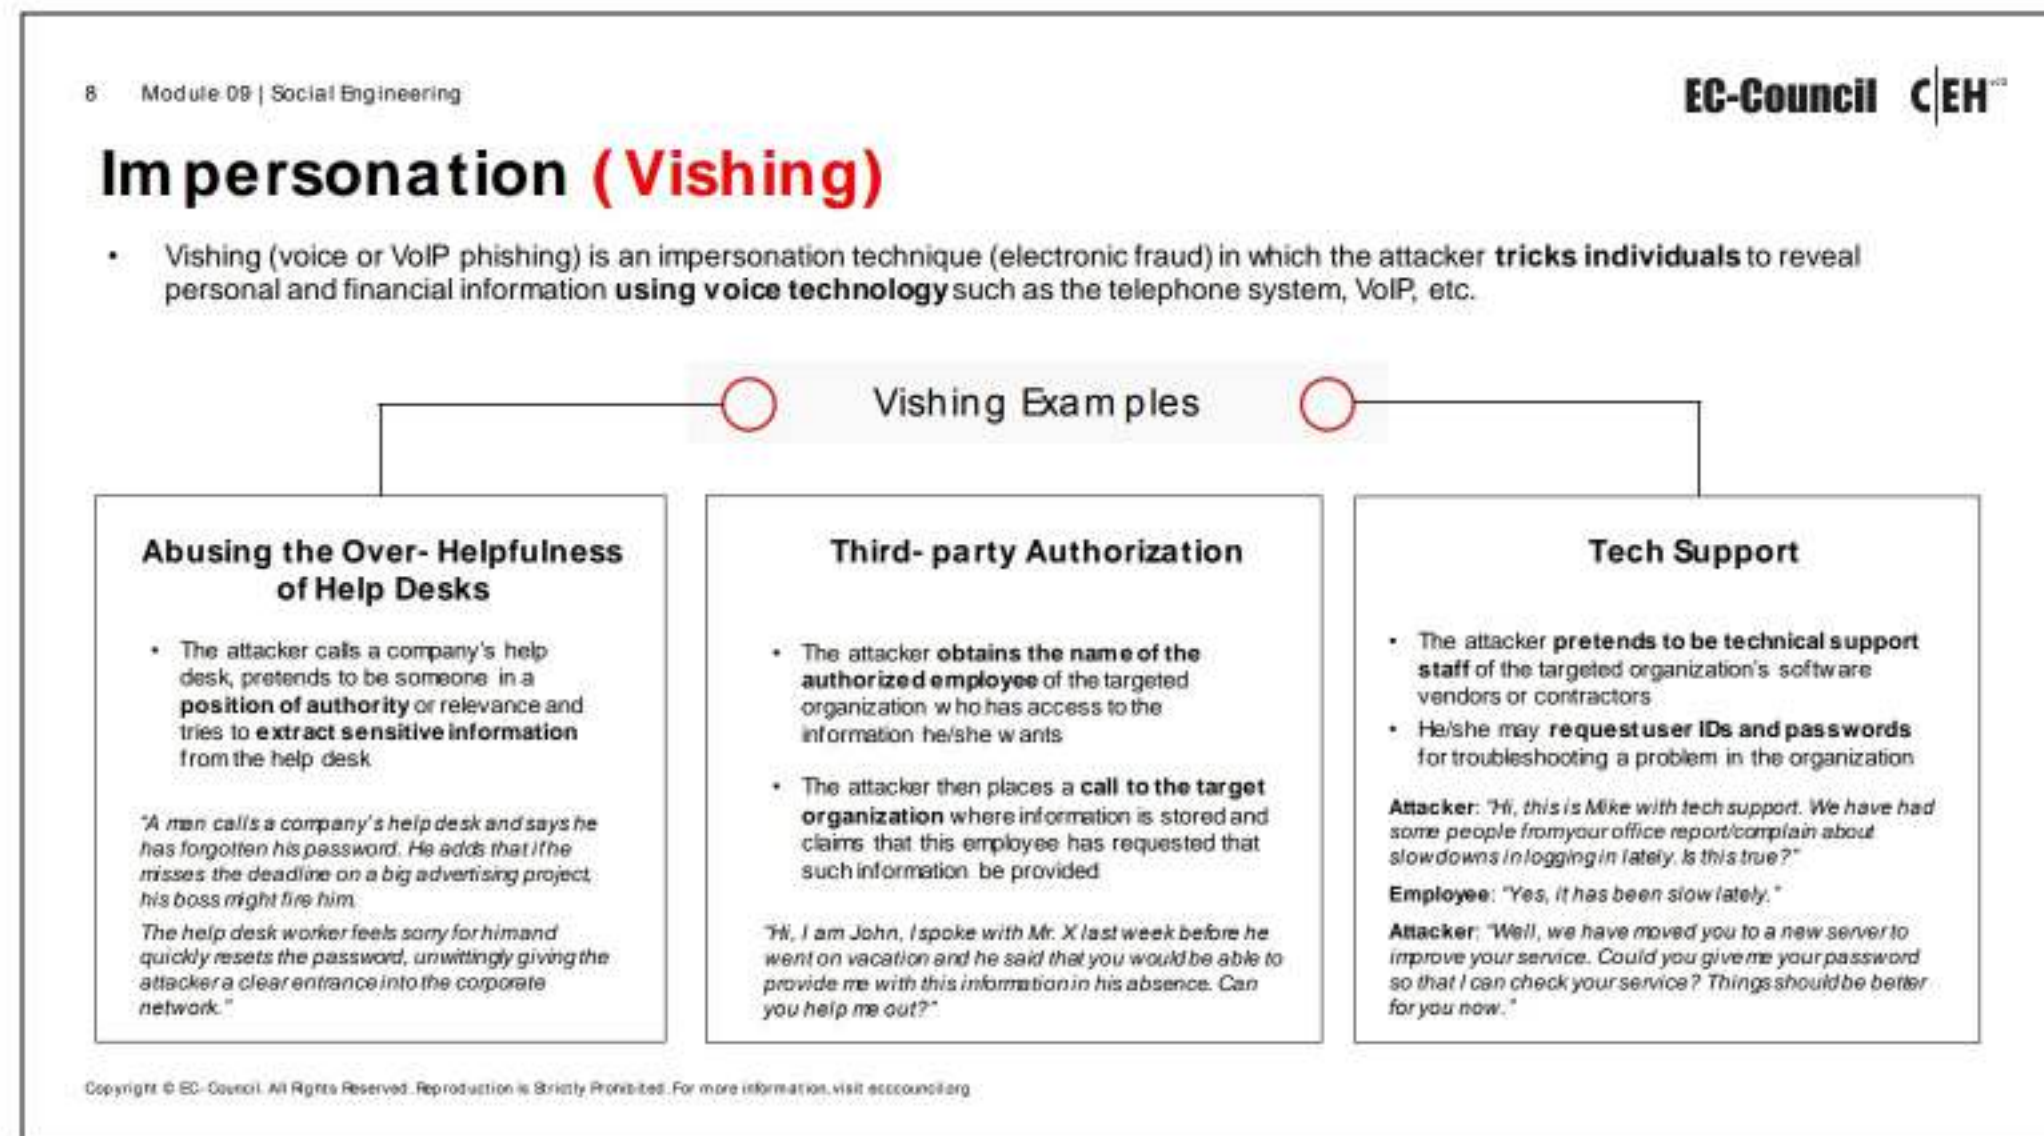 8 Module 09 | Social Engineering
EC-Council C|EH
Impersonation (Vishing)
• Vishing (voice or VoIP phishing) is an impersonation technique (electronic fraud) in which the attacker tricks individuals to reveal
personal and financial information using voice technology such as the telephone system, VoIP, etc.
Vishing Examples
Abusing the Over- Helpfulness
of Help Desks
• The attacker calls a company's help
desk, pretends to be someone in a
position of authority or relevance and
tries to extract sensitive information
from the help desk
"A man calls a company's help desk and says he
has forgotten his password. He adds that if he
misses the deadline on a big advertising project,
his boss might fire him.
The help desk worker feels sorry for him and
quickly resets the password, unwittingly giving the
attacker a clear entrance into the corporate
network."
Third- party Authorization
• The attacker obtains the name of the
authorized employee of the targeted
organization who has access to the
information he/she wants
• The attacker then places a call to the target
organization where information is stored and
claims that this employee has requested that
such information be provided
"Hi, I am John, I spoke with Mr. X last week before he
went on vacation and he said that you would be able to
provide me with this information in his absence. Can
you help me out?"
Tech Support
• The attacker pretends to be technical support
staff of the targeted organization's software
vendors or contractors
• He/she may request user IDs and passwords
for troubleshooting a problem in the organization
Attacker: "Hi, this is Mike with tech support. We have had
some people from your office report/complain about
slowdowns in logging in lately. Is this true?"
Employee: "Yes, it has been slow lately."
Attacker: "Well, we have moved you to a new server to
improve your service. Could you give me your password
so that I can check your service? Things should be better
for you now."
Copyright © EC- Council. All Rights Reserved. Reproduction is Strictly Prohibited. For more information, visit eccouncil.org